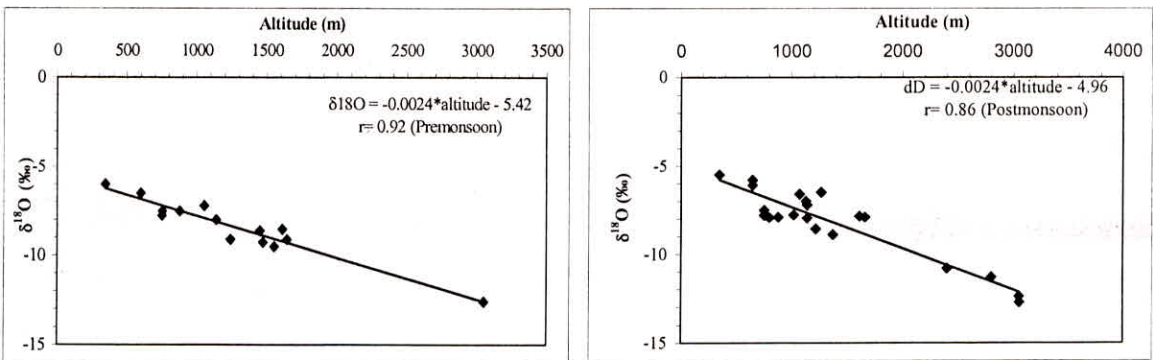 Altitude (m)
0 500 1000 1500 2000 2500 3000 3500
0
δ18O = -0.0024*altitude - 5.42
r= 0.92 (Premonsoon)
-5
δ¹⁸O (‰)
-10
-15
Altitude (m)
0 1000 2000 3000 4000
0
dD = -0.0024*altitude - 4.96
r= 0.86 (Postmonsoon)
-5
δ¹⁸O (‰)
-10
-15